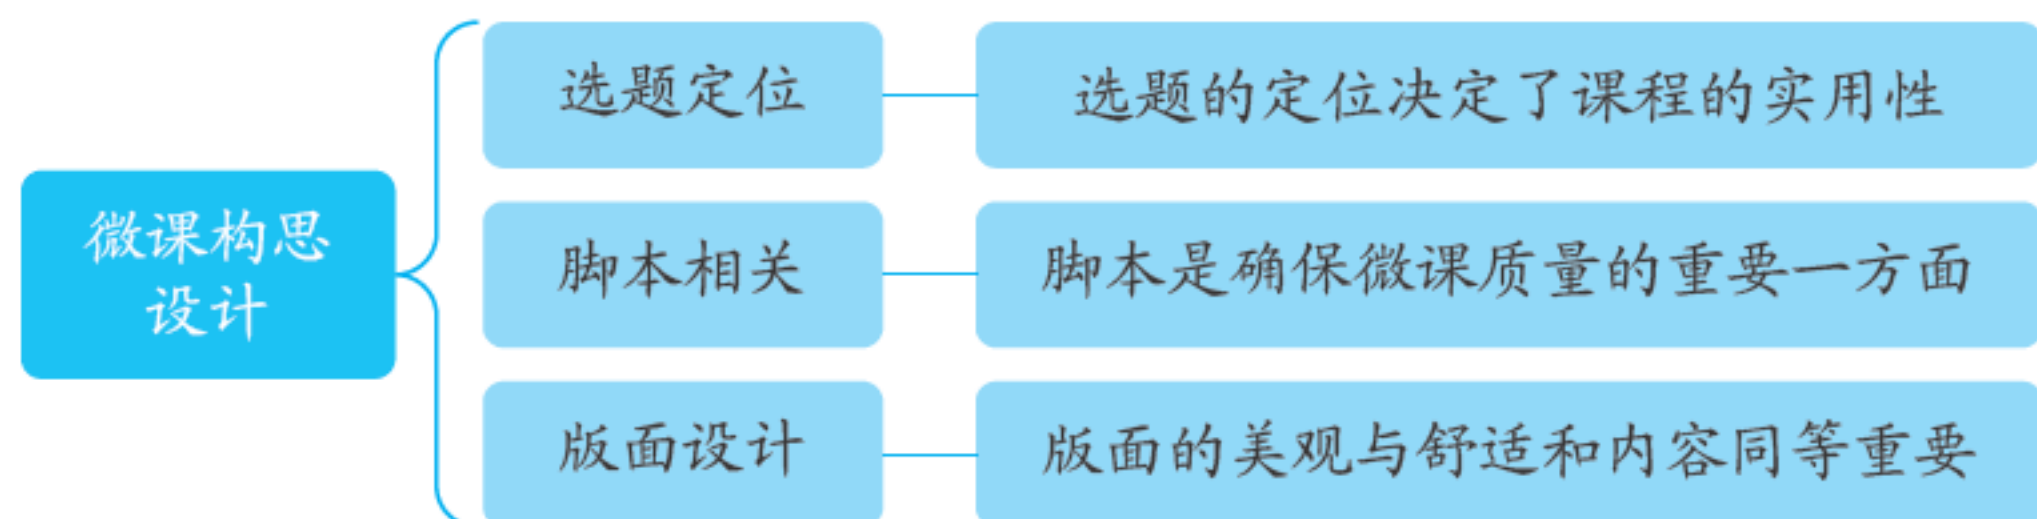 微课构思
设计
选题定位
选题的定位决定了课程的实用性
脚本相关
脚本是确保微课质量的重要一方面
版面设计
版面的美观与舒适和内容同等重要